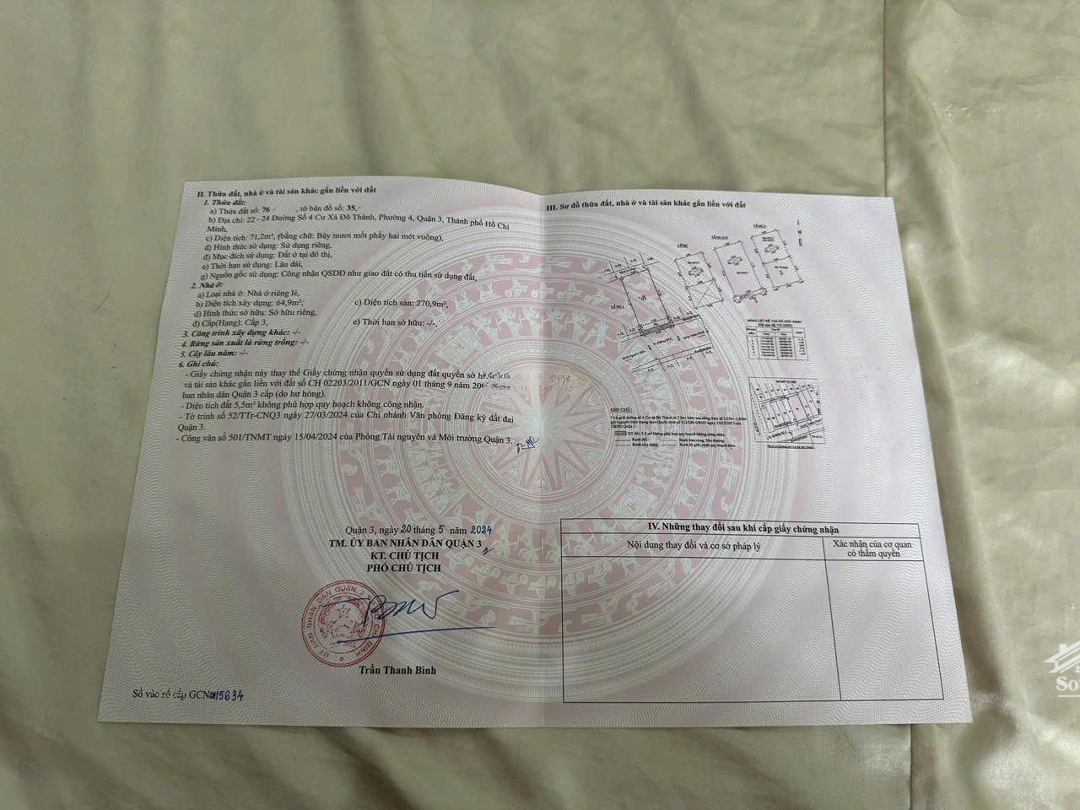 II. Thửa đất, nhà ở và tài sản khác gắn liền với đất
1. Thửa đất:
a) Thửa đất số: 76 , tờ bản đồ số: 35,
b) Địa chỉ: 22 - 24 Đường Số 4 Cư Xá Đô Thành, Phường 4, Quận 3, Thành phố Hồ Chí
Minh,
c) Diện tích: 71,2m², (bằng chữ: Bảy mươi mốt phẩy hai mét vuông),
d) Hình thức sử dụng: Sử dụng riêng,
đ) Mục đích sử dụng: Đất ở tại đô thị,
e) Thời hạn sử dụng: Lâu dài,
g) Nguồn gốc sử dụng: Công nhận QSDĐ như giao đất có thu tiền sử dụng đất,
2. Nhà ở:
a) Loại nhà ở: Nhà ở riêng lẻ,
b) Diện tích xây dựng: 64,9m², c) Diện tích sàn: 270,9m²,
d) Hình thức sở hữu: Sở hữu riêng,
đ) Cấp(Hạng): Cấp 3, e) Thời hạn sở hữu: -/-,
3. Công trình xây dựng khác: -/-
4. Rừng sản xuất là rừng trồng: -/-
5. Cây lâu năm: -/-
6. Ghi chú:
- Giấy chứng nhận này thay thế Giấy chứng nhận quyền sử dụng đất quyền sở
và tài sản khác gắn liền với đất số CH 02203/2011/GCN ngày 01 tháng 9 năm
ban nhân dân Quận 3 cấp (do hư hỏng).
- Diện tích đất 5,5m² không phù hợp quy hoạch không công nhận.
- Tờ trình số 52/TTr-CNQ3 ngày 27/03/2024 của Chi nhánh Văn phòng Đăng ký đất đai
Quận 3.
- Công văn số 501/TNMT ngày 15/04/2024 của Phòng Tài nguyên và Môi trường Quận 3.
Quận 3, ngày 20 tháng 5 năm 2024
TM. ỦY BAN NHÂN DÂN QUẬN 3
KT. CHỦ TỊCH
PHÓ CHỦ TỊCH
Trần Thanh Bình
Số vào sổ cấp GCN
III. Sơ đồ thửa đất, nhà ở và tài sản khác gắn liền với đất
GHI CHÚ:
IV. Những thay đổi sau khi cấp giấy chứng nhận
Nội dung thay đổi và cơ sở pháp lý
Xác nhận của cơ quan
có thẩm quyền